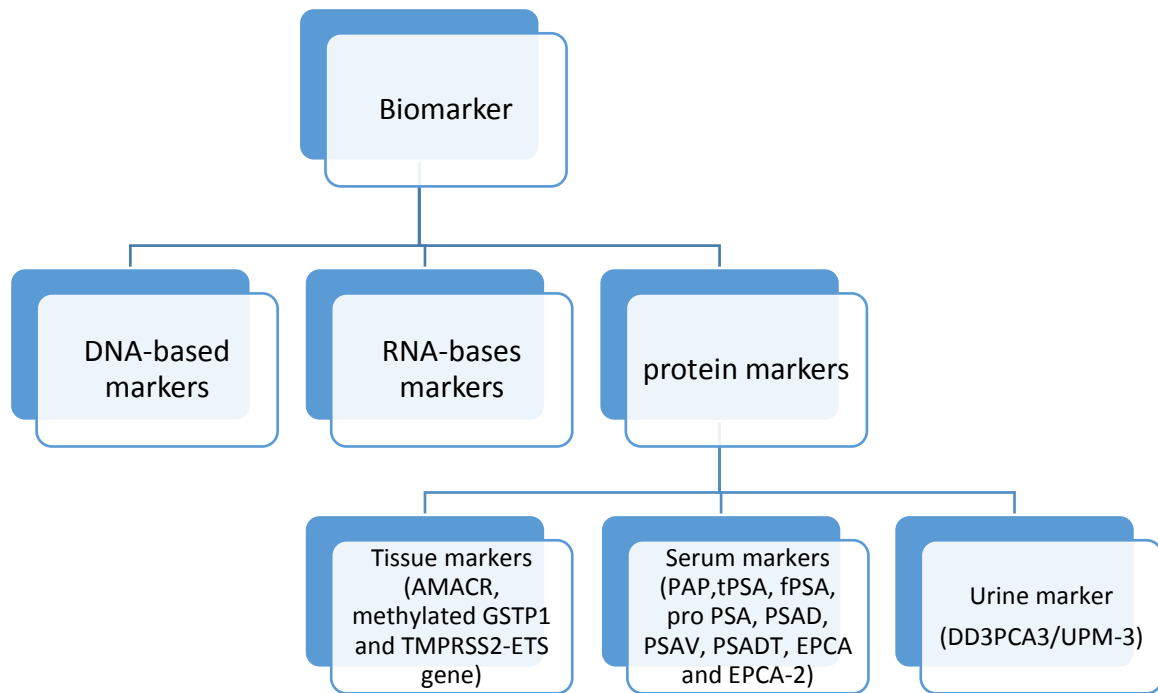 Biomarker
DNA-based
markers
RNA-bases
markers
protein markers
Tissue markers
(AMACR,
methylated GSTP1
and TMPRSS2-ETS
gene)
Serum markers
(PAP,tPSA, fPSA,
pro PSA, PSAD,
PSAV, PSADT, EPCA
and EPCA-2)
Urine marker
(DD3PCA3/UPM-3)